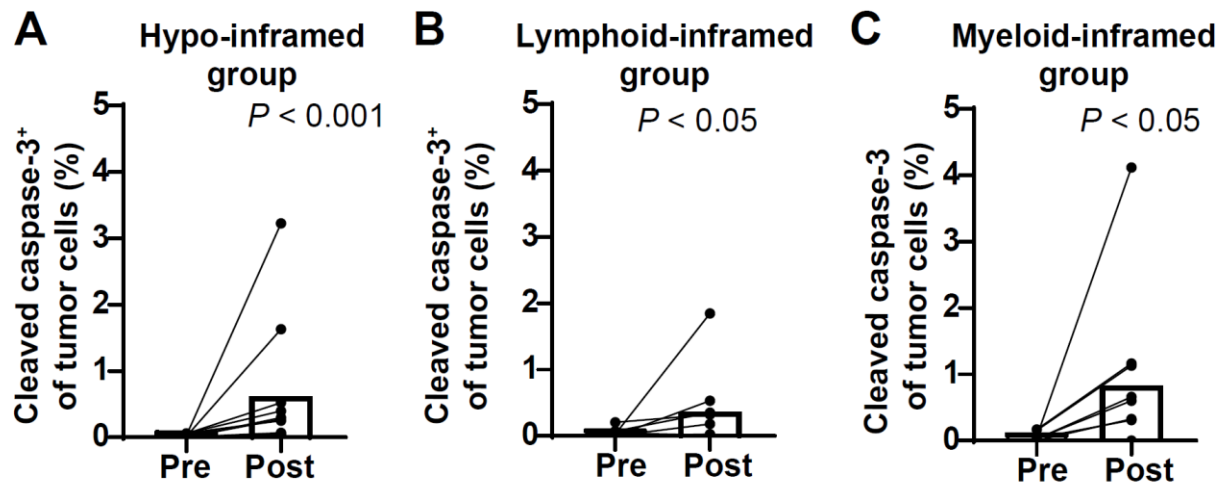 A
Hypo-inframed
group
P < 0.001
Cleaved caspase-3+
of tumor cells (%)
5
4
3
2
1
0
Pre
Post
B
Lymphoid-inframed
group
P < 0.05
Cleaved caspase-3+
of tumor cells (%)
5
4
3
2
1
0
Pre
Post
C
Myeloid-inframed
group
P < 0.05
Cleaved caspase-3
of tumor cells (%)
5
4
3
2
1
0
Pre
Post